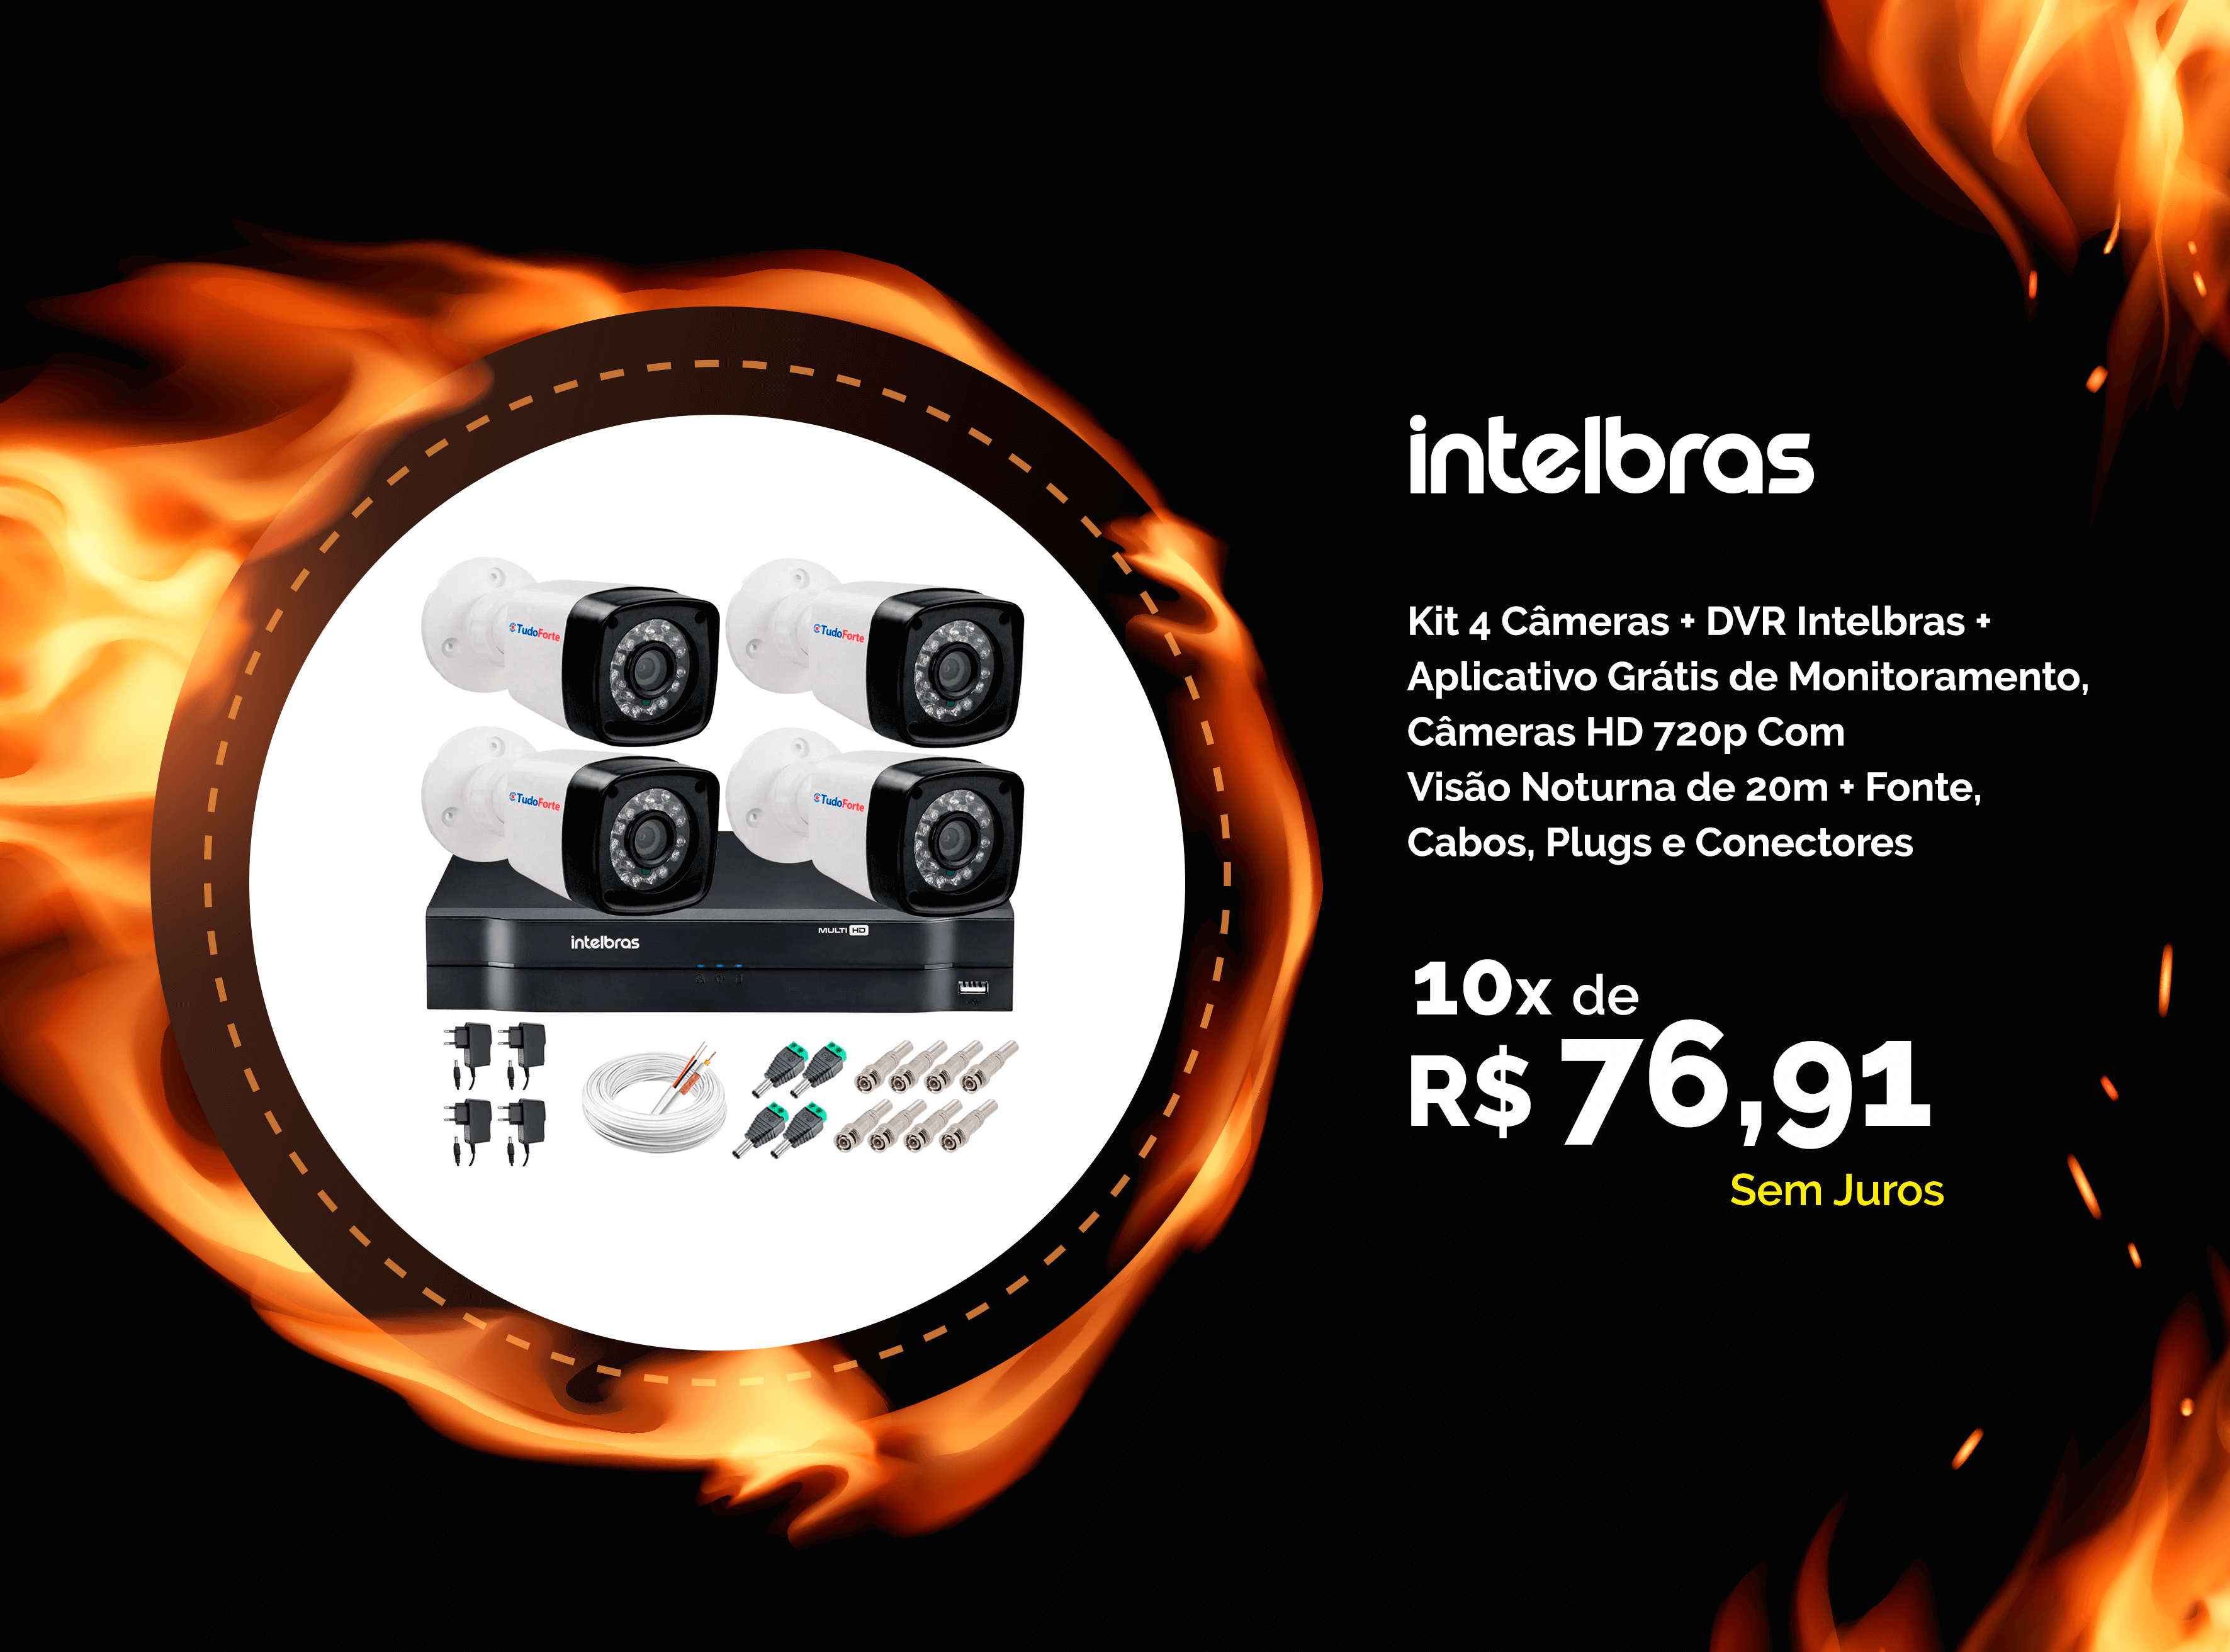 intelbras
Kit 4 Câmeras + DVR Intelbras +
Aplicativo Grátis de Monitoramento,
Câmeras HD 720p Com
Visão Noturna de 20m + Fonte,
Cabos, Plugs e Conectores
10x de
R$ 76,91
Sem Juros
TudoForte
TudoForte
TudoForte
TudoForte
intelbras
MULTI HD